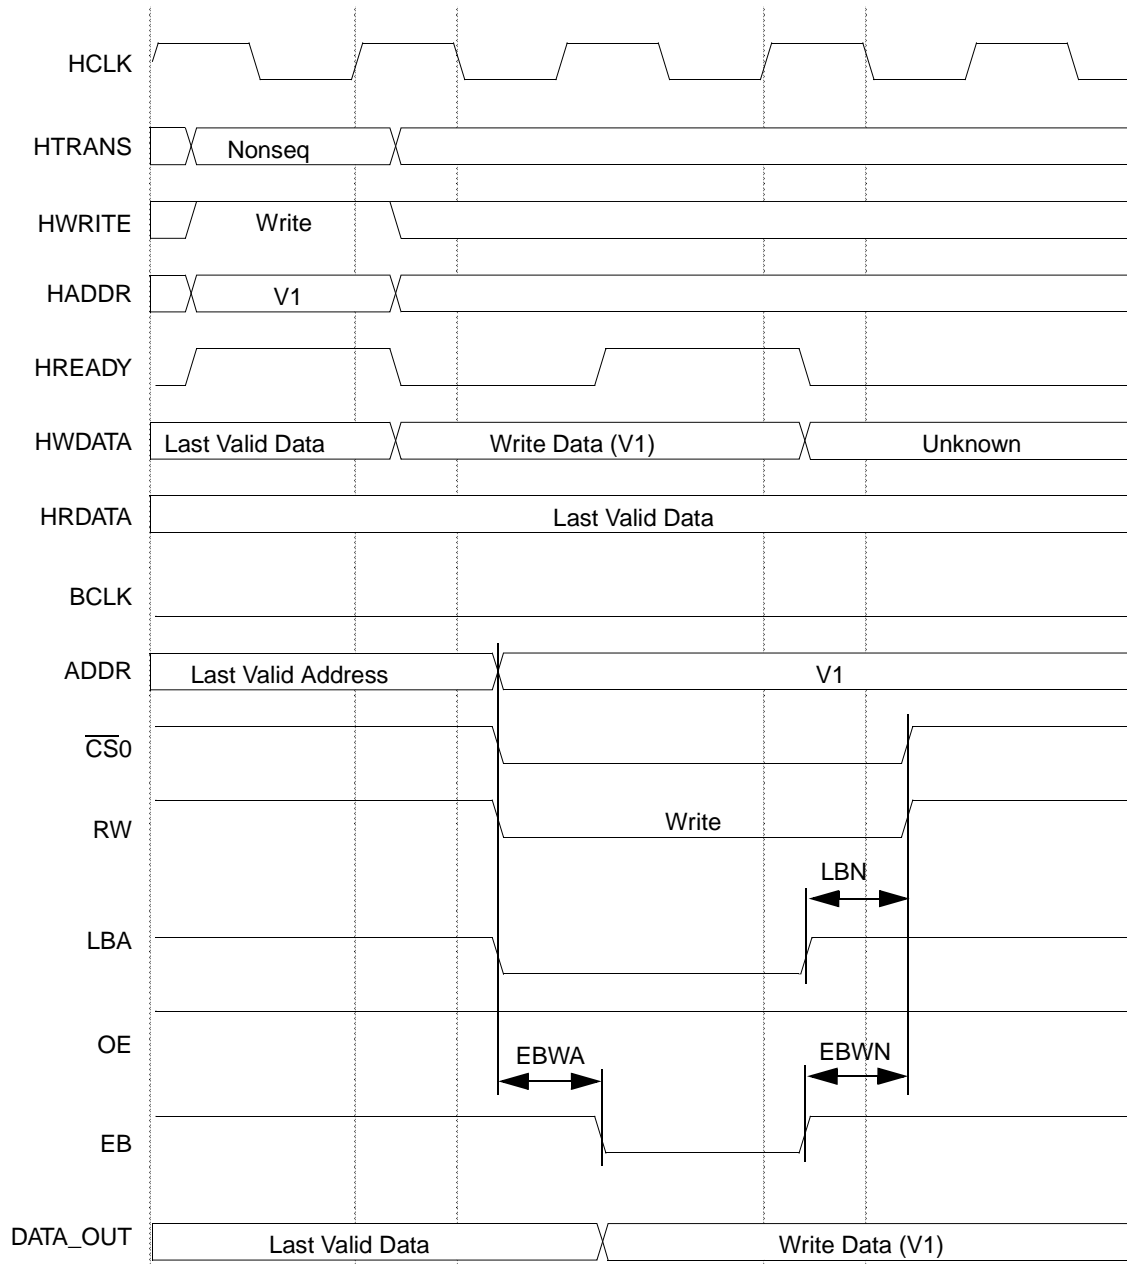 HCLK
HTRANS Nonseq
HWRITE Write
HADDR V1
HREADY
HWDATA Last Valid Data Write Data (V1) Unknown
HRDATA Last Valid Data
BCLK
ADDR Last Valid Address V1
C̅S̅0
RW Write
LBN
LBA
OE
EBWA EBWN
EB
DATA_OUT Last Valid Data Write Data (V1)